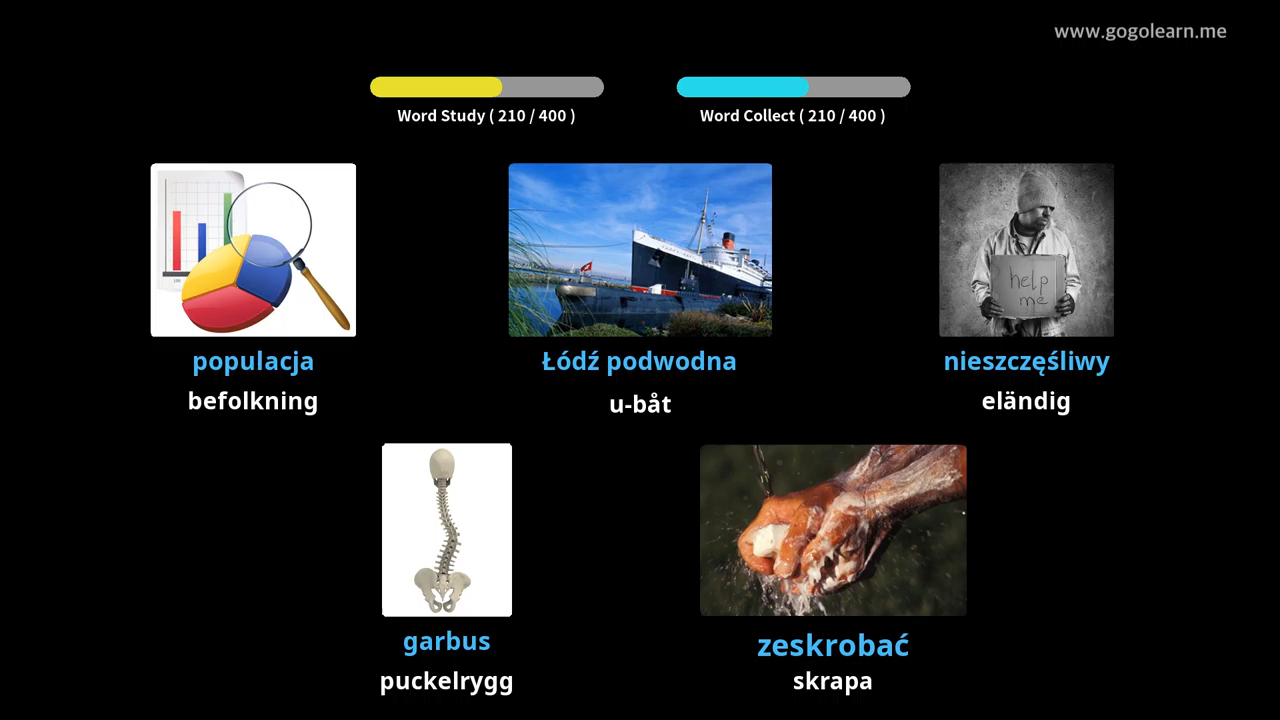 www.gogolearn.me
Word Study ( 210 / 400 )
Word Collect ( 210 / 400 )
help
me
populacja
Łódź podwodna
nieszczęśliwy
befolkning
u-båt
eländig
garbus
zeskrobać
puckelrygg
skrapa